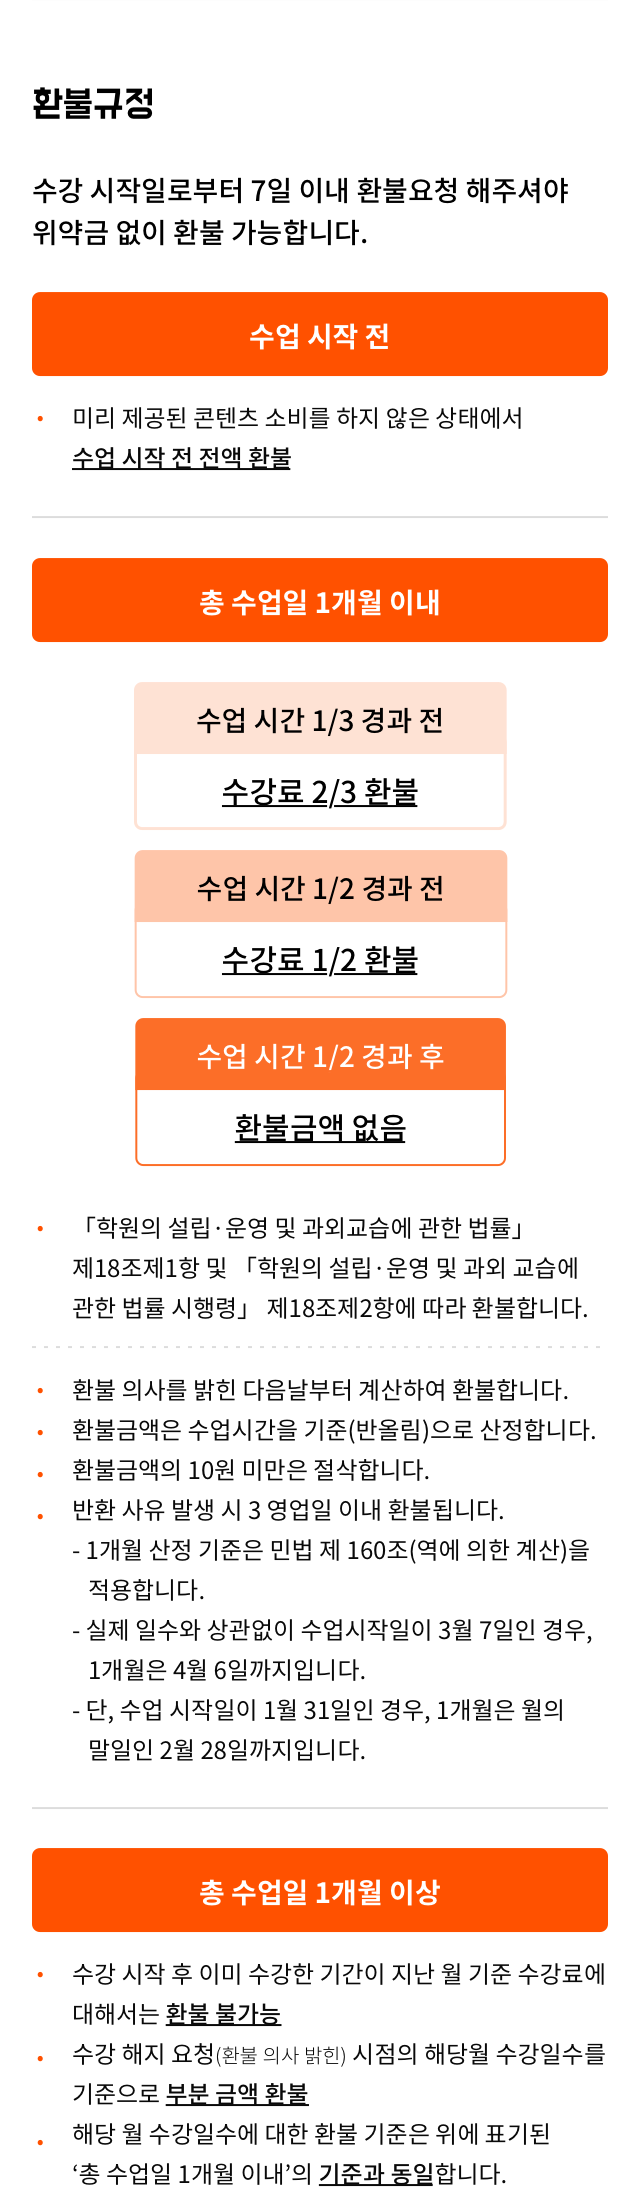 환불규정
수강 시작일로부터 7일 이내 환불요청 해주셔야
위약금 없이 환불 가능합니다.
수업 시작 전
• 미리 제공된 콘텐츠 소비를 하지 않은 상태에서
수업 시작 전 전액 환불
총 수업일 1개월 이내
수업 시간 1/3 경과 전
수강료 2/3 환불
수업 시간 1/2 경과 전
수강료 1/2 환불
수업 시간 1/2 경과 후
환불금액 없음
• 「학원의 설립·운영 및 과외교습에 관한 법률」
제18조제1항 및 「학원의 설립·운영 및 과외 교습에
관한 법률 시행령」 제18조제2항에 따라 환불합니다.
• 환불 의사를 밝힌 다음날부터 계산하여 환불합니다.
• 환불금액은 수업시간을 기준(반올림)으로 산정합니다.
• 환불금액의 10원 미만은 절삭합니다.
• 반환 사유 발생 시 3 영업일 이내 환불됩니다.
- 1개월 산정 기준은 민법 제 160조(역에 의한 계산)을
적용합니다.
- 실제 일수와 상관없이 수업시작일이 3월 7일인 경우,
1개월은 4월 6일까지입니다.
- 단, 수업 시작일이 1월 31일인 경우, 1개월은 월의
말일인 2월 28일까지입니다.
총 수업일 1개월 이상
• 수강 시작 후 이미 수강한 기간이 지난 월 기준 수강료에
대해서는 환불 불가능
• 수강 해지 요청(환불 의사 밝힌) 시점의 해당월 수강일수를
기준으로 부분 금액 환불
• 해당 월 수강일수에 대한 환불 기준은 위에 표기된
‘총 수업일 1개월 이내’의 기준과 동일합니다.